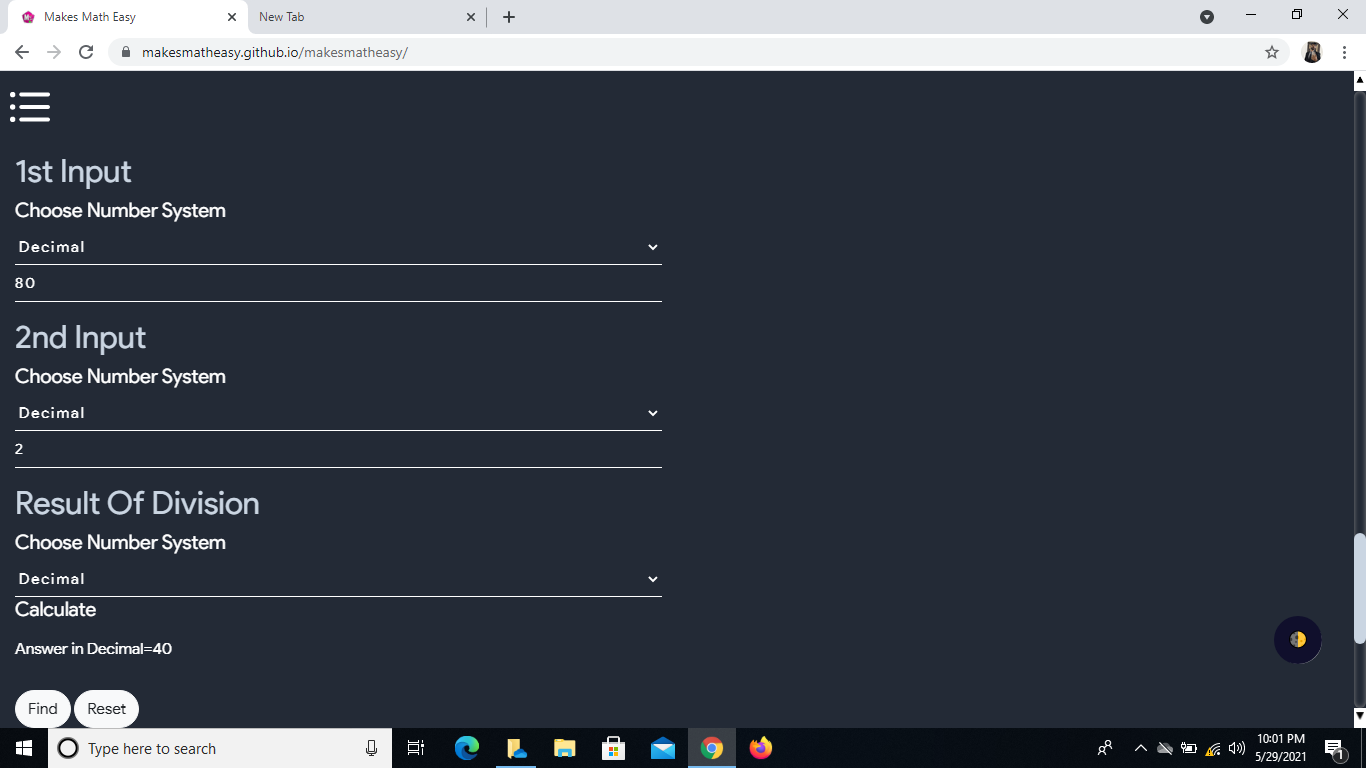 Makes Math Easy
New Tab
makesmatheasy.github.io/makesmatheasy/
1st Input
Choose Number System
Decimal
80
2nd Input
Choose Number System
Decimal
2
Result Of Division
Choose Number System
Decimal
Calculate
Answer in Decimal=40
Find Reset
Type here to search
10:01 PM
5/29/2021
1